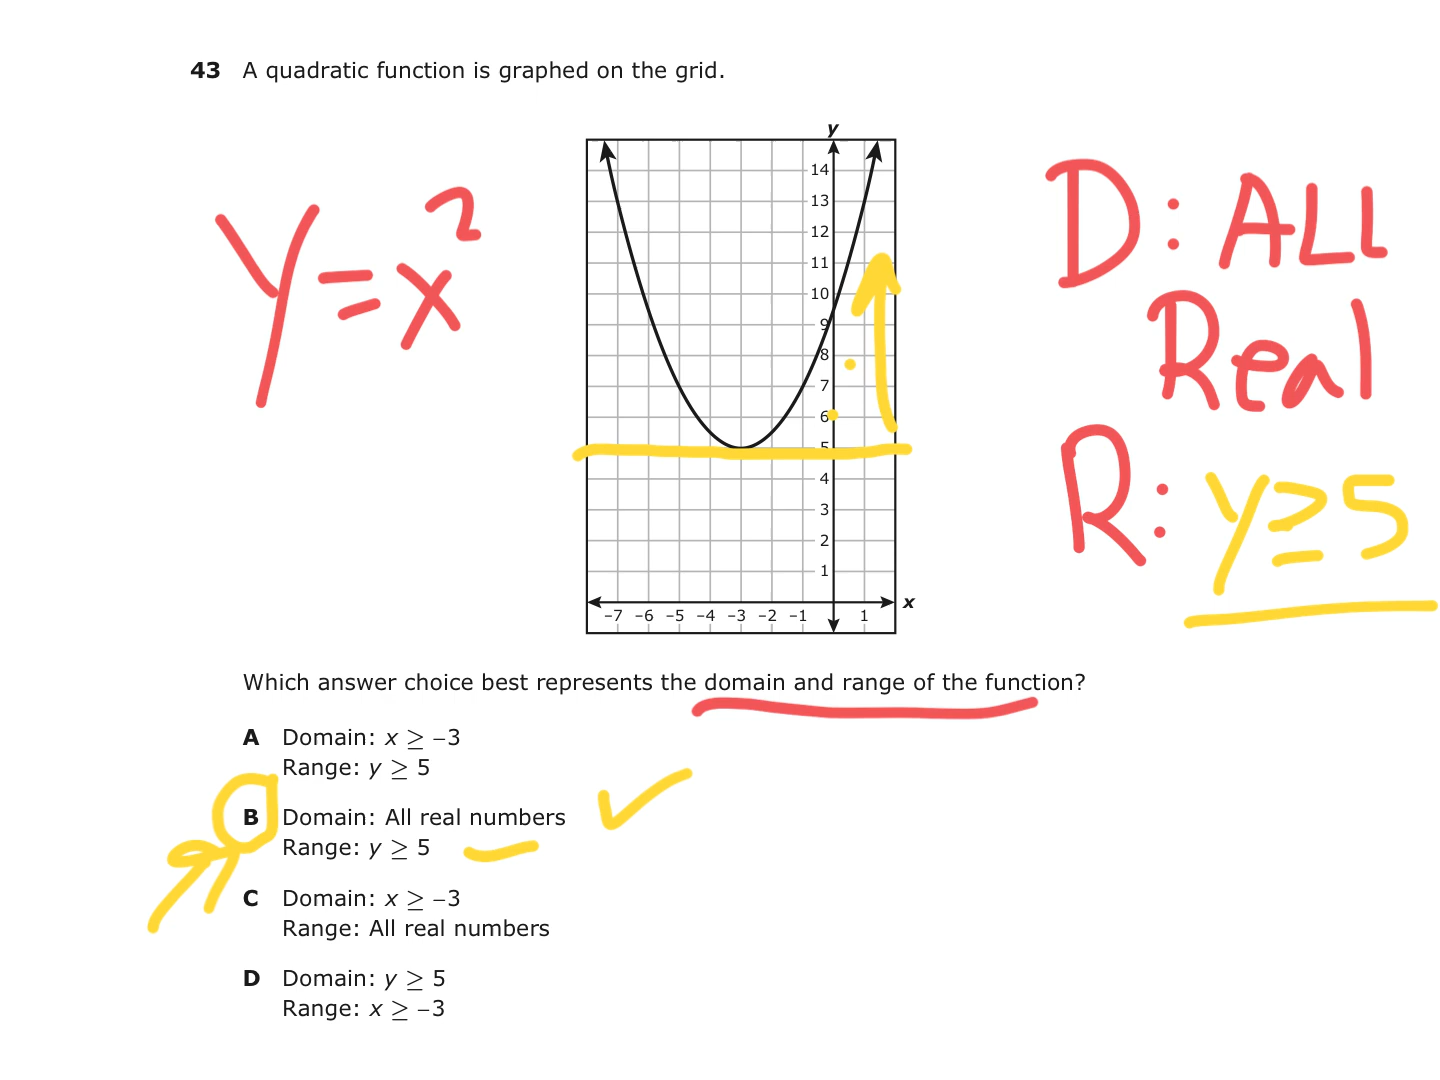 43 A quadratic function is graphed on the grid.
y
14
13
12
11
10
9
8
7
6
5
4
3
2
1
x
−7 −6 −5 −4 −3 −2 −1 1
y = x²
D: ALL
Real
R: y ≥ 5
Which answer choice best represents the domain and range of the function?
A Domain: x ≥ −3
Range: y ≥ 5
B Domain: All real numbers
Range: y ≥ 5
C Domain: x ≥ −3
Range: All real numbers
D Domain: y ≥ 5
Range: x ≥ −3